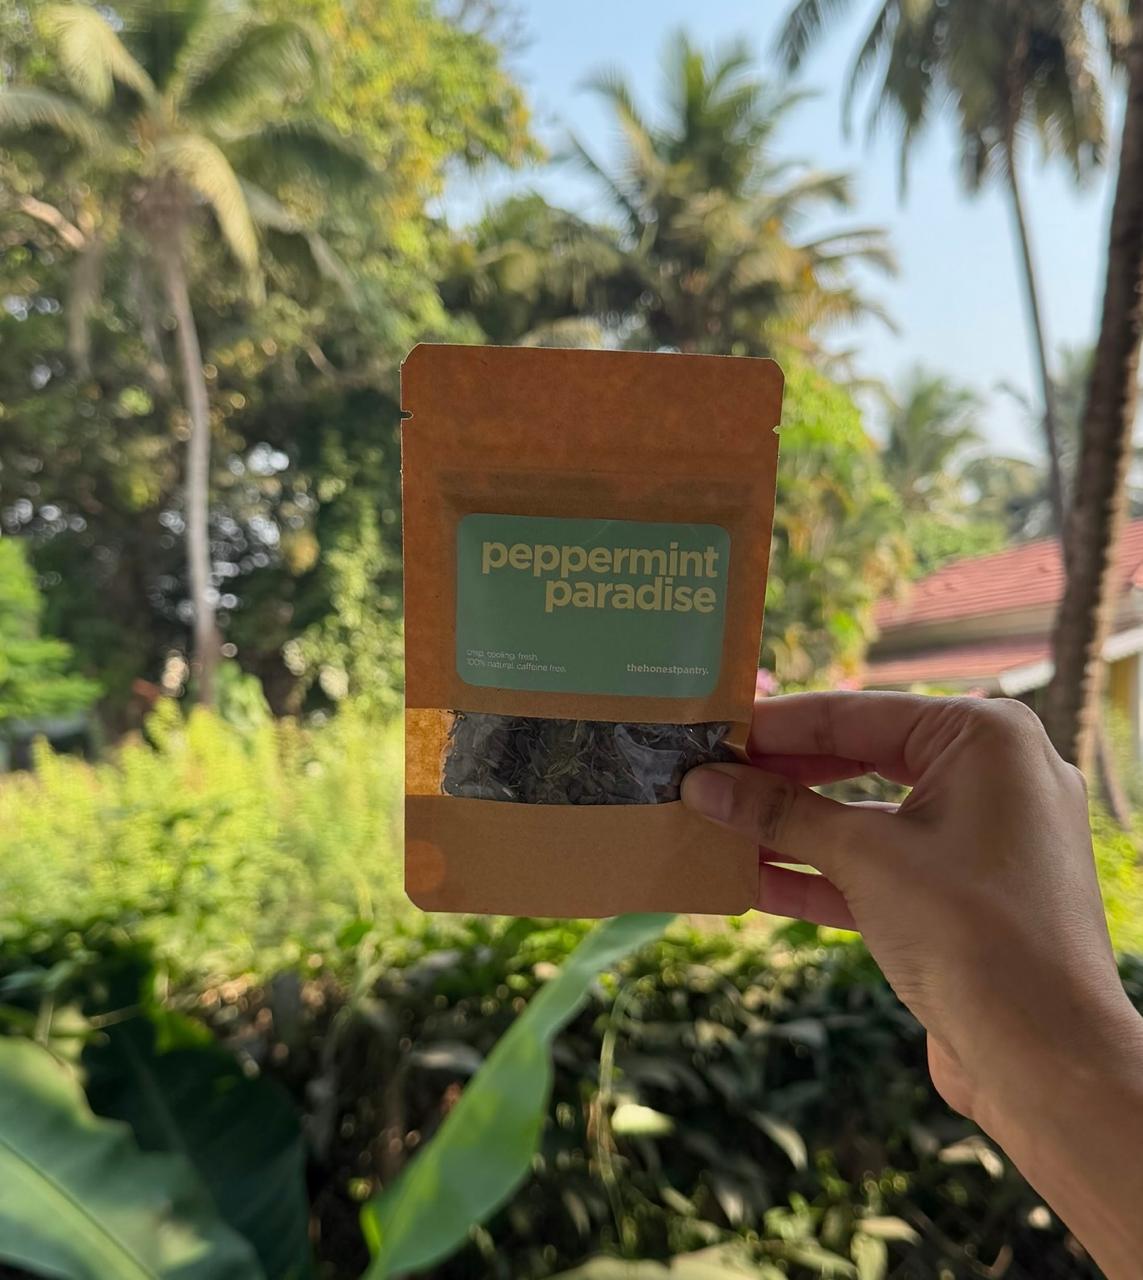 peppermint
paradise
crisp. cooling. fresh.
100% natural. caffeine free.
thehonestpantry.